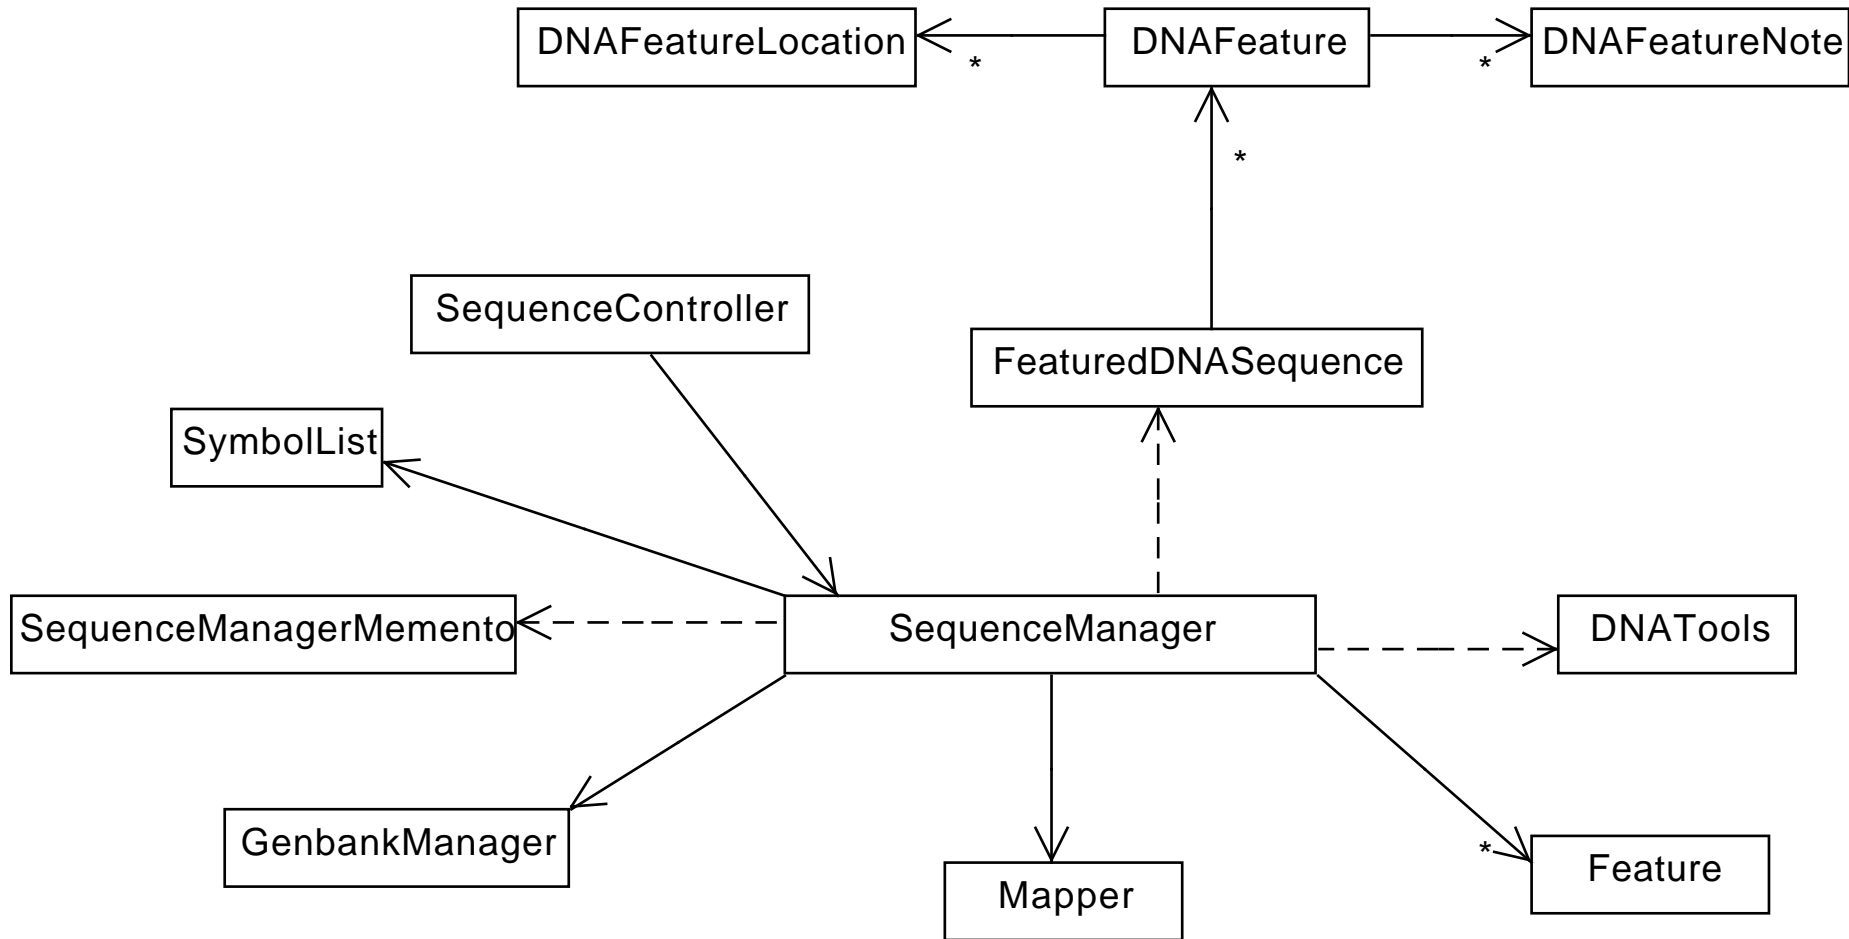 DNAFeatureLocation
*
DNAFeature
*
DNAFeatureNote
*
SequenceController
FeaturedDNASequence
SymbolList
SequenceManagerMemento
SequenceManager
DNATools
GenbankManager
Mapper
*
Feature